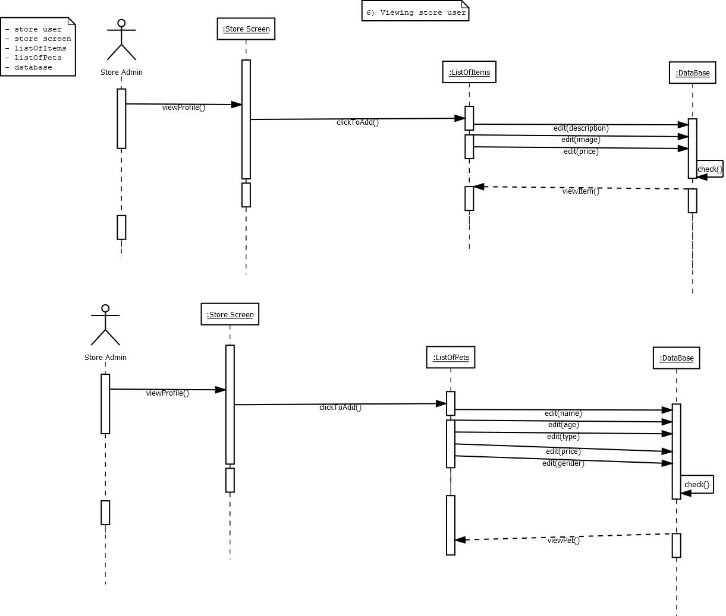 6) Viewing store user
- store user
- store screen
- listOfItems
- listOfPets
- database
:Store Screen
Store Admin
:ListOfItems
:DataBase
viewProfile()
clickToAdd()
edit(description)
edit(image)
edit(price)
check()
viewItem()
:Store Screen
Store Admin
:ListOfPets
:DataBase
viewProfile()
clickToAdd()
edit(name)
edit(age)
edit(type)
edit(price)
edit(gender)
check()
viewPet()